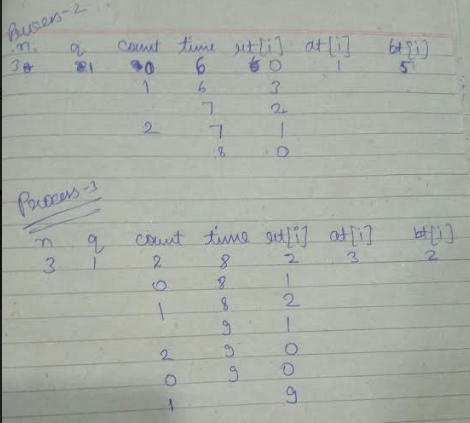 Process-2
n q count time rt[i] at[i] bt[i]
3 1 0 6 0 1 5
1 6 3
7 2
2 7 1
8 0
Process-3
n q count time rt[i] at[i] bt[i]
3 1 2 8 2 3 2
0 8 1
1 8 2
9 1
2 9 0
0 9 0
1 9